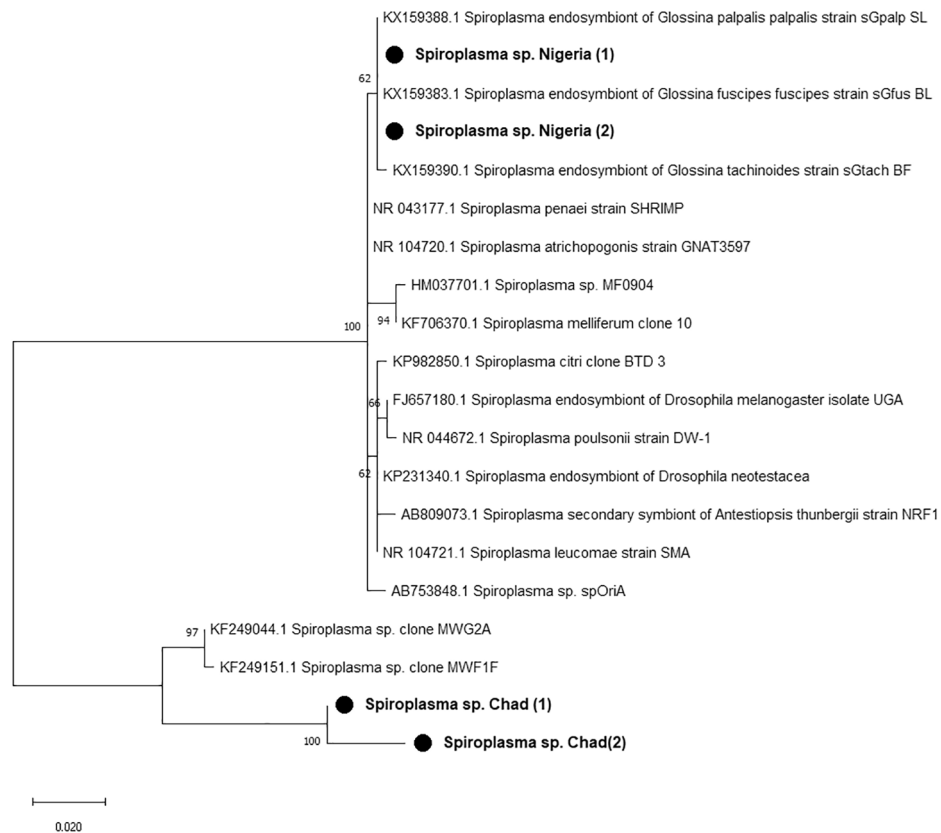 KX159388.1 Spiroplasma endosymbiont of Glossina palpalis palpalis strain sGpalp SL
Spiroplasma sp. Nigeria (1)
62
KX159383.1 Spiroplasma endosymbiont of Glossina fuscipes fuscipes strain sGfus BL
Spiroplasma sp. Nigeria (2)
KX159390.1 Spiroplasma endosymbiont of Glossina tachinoides strain sGtach BF
NR 043177.1 Spiroplasma penaei strain SHRIMP
NR 104720.1 Spiroplasma atrichopogonis strain GNAT3597
HM037701.1 Spiroplasma sp. MF0904
94 KF706370.1 Spiroplasma melliferum clone 10
100
KP982850.1 Spiroplasma citri clone BTD 3
66 FJ657180.1 Spiroplasma endosymbiont of Drosophila melanogaster isolate UGA
NR 044672.1 Spiroplasma poulsonii strain DW-1
62 KP231340.1 Spiroplasma endosymbiont of Drosophila neotestacea
AB809073.1 Spiroplasma secondary symbiont of Antestiopsis thunbergii strain NRF1
NR 104721.1 Spiroplasma leucomae strain SMA
AB753848.1 Spiroplasma sp. spOriA
97 KF249044.1 Spiroplasma sp. clone MWG2A
KF249151.1 Spiroplasma sp. clone MWF1F
Spiroplasma sp. Chad (1)
100 Spiroplasma sp. Chad(2)
0.020